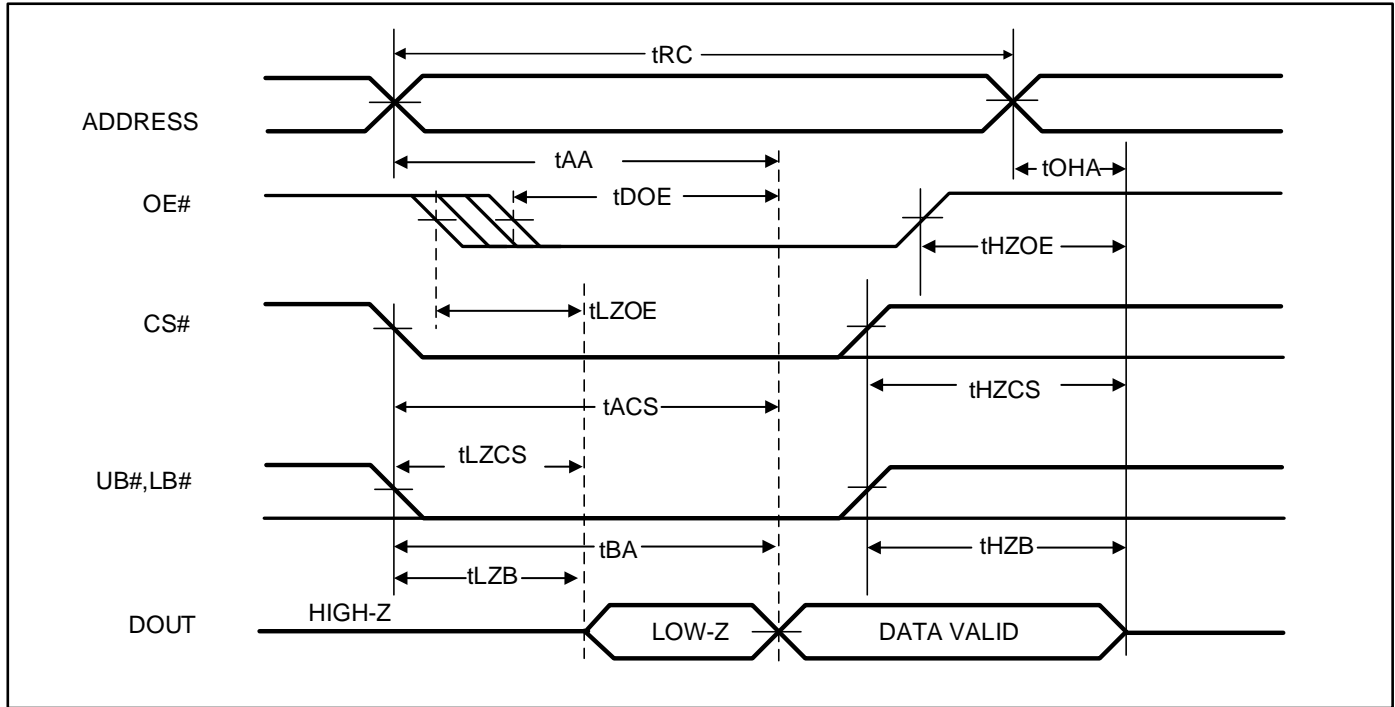 tRC
ADDRESS
tAA
tOHA
OE#
tDOE
tHZOE
tLZOE
CS#
tHZCS
tACS
tLZCS
UB#,LB#
tBA
tHZB
tLZB
HIGH-Z
DOUT
LOW-Z
DATA VALID